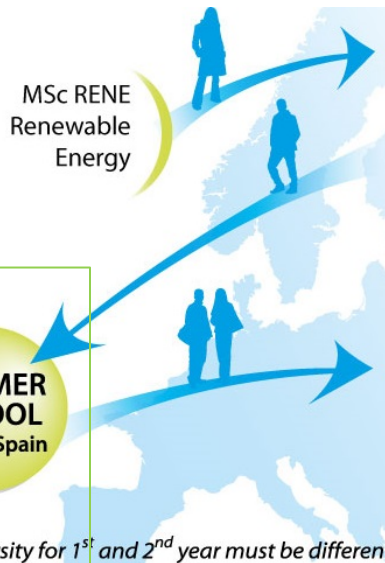 MSc RENE
Renewable
Energy
MER
OOL
Spain
sity for 1st and 2nd year must be differen